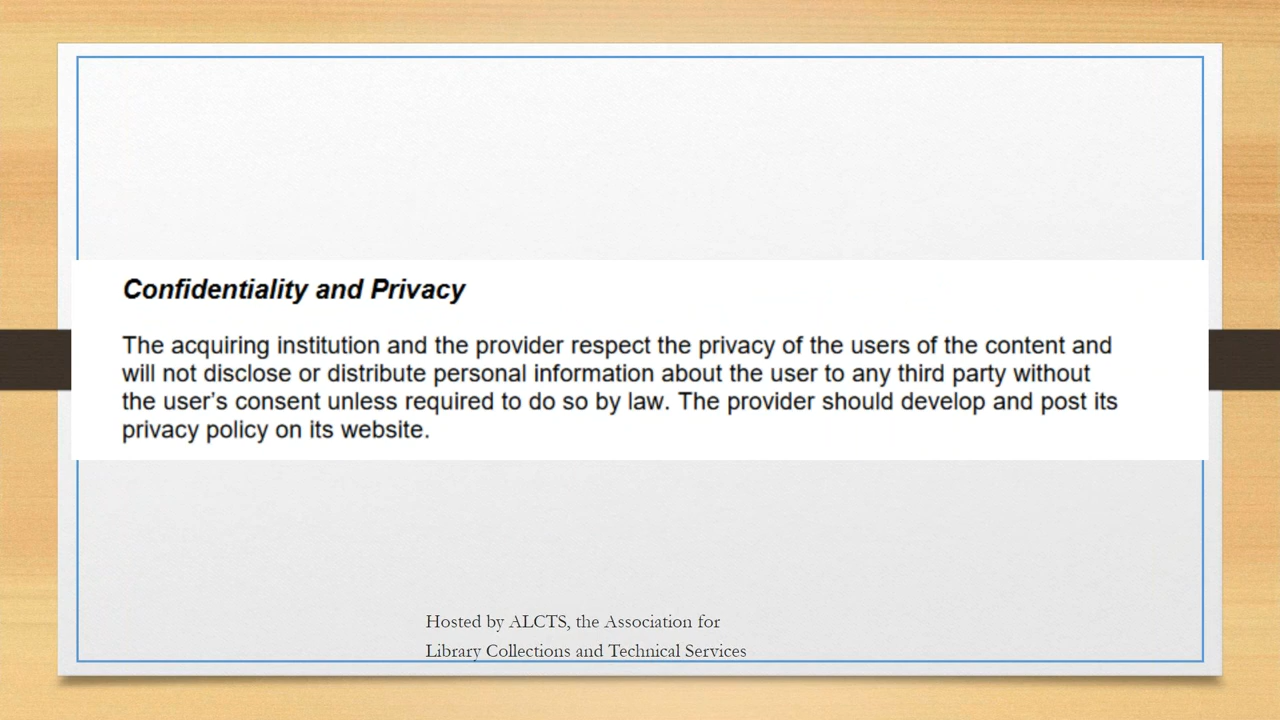 Confidentiality and Privacy
The acquiring institution and the provider respect the privacy of the users of the content and
will not disclose or distribute personal information about the user to any third party without
the user’s consent unless required to do so by law. The provider should develop and post its
privacy policy on its website.
Hosted by ALCTS, the Association for
Library Collections and Technical Services